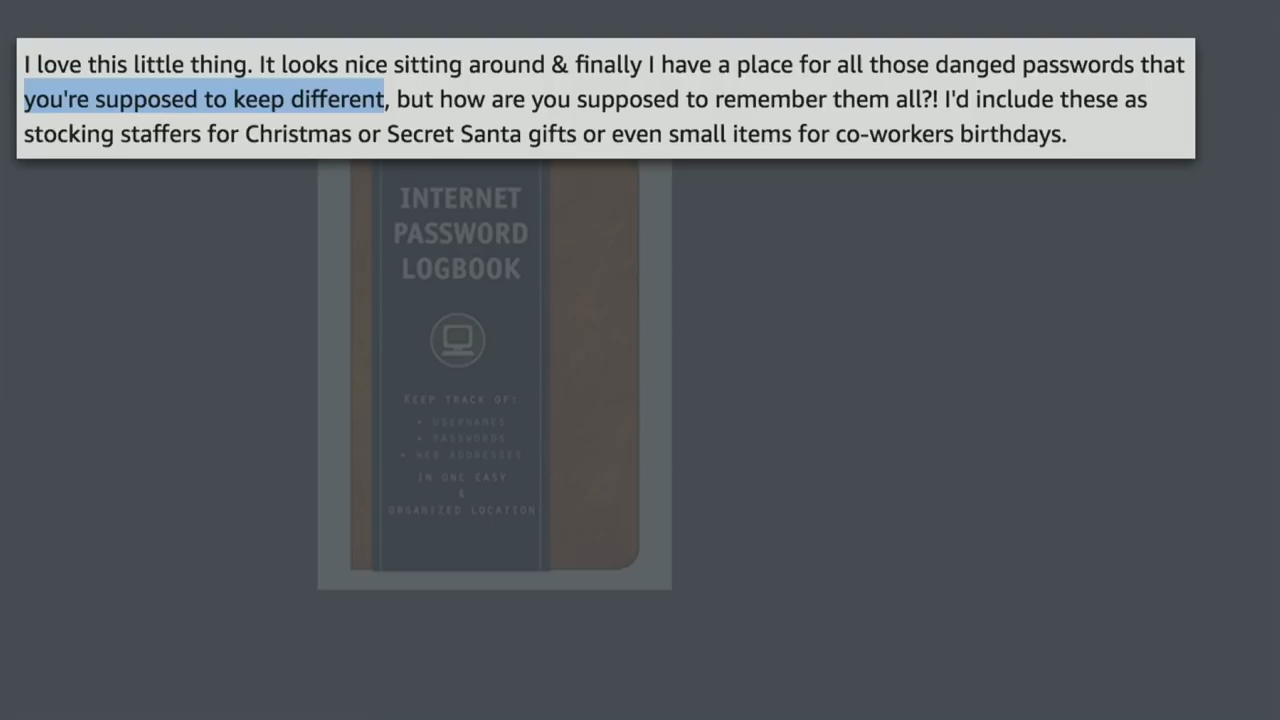 I love this little thing. It looks nice sitting around & finally I have a place for all those danged passwords that
you're supposed to keep different, but how are you supposed to remember them all?! I'd include these as
stocking staffers for Christmas or Secret Santa gifts or even small items for co-workers birthdays.
INTERNET
PASSWORD
LOGBOOK
KEEP TRACK OF:
• USERNAMES
• PASSWORDS
• WEB ADDRESSES
IN ONE EASY
&
ORGANIZED LOCATION